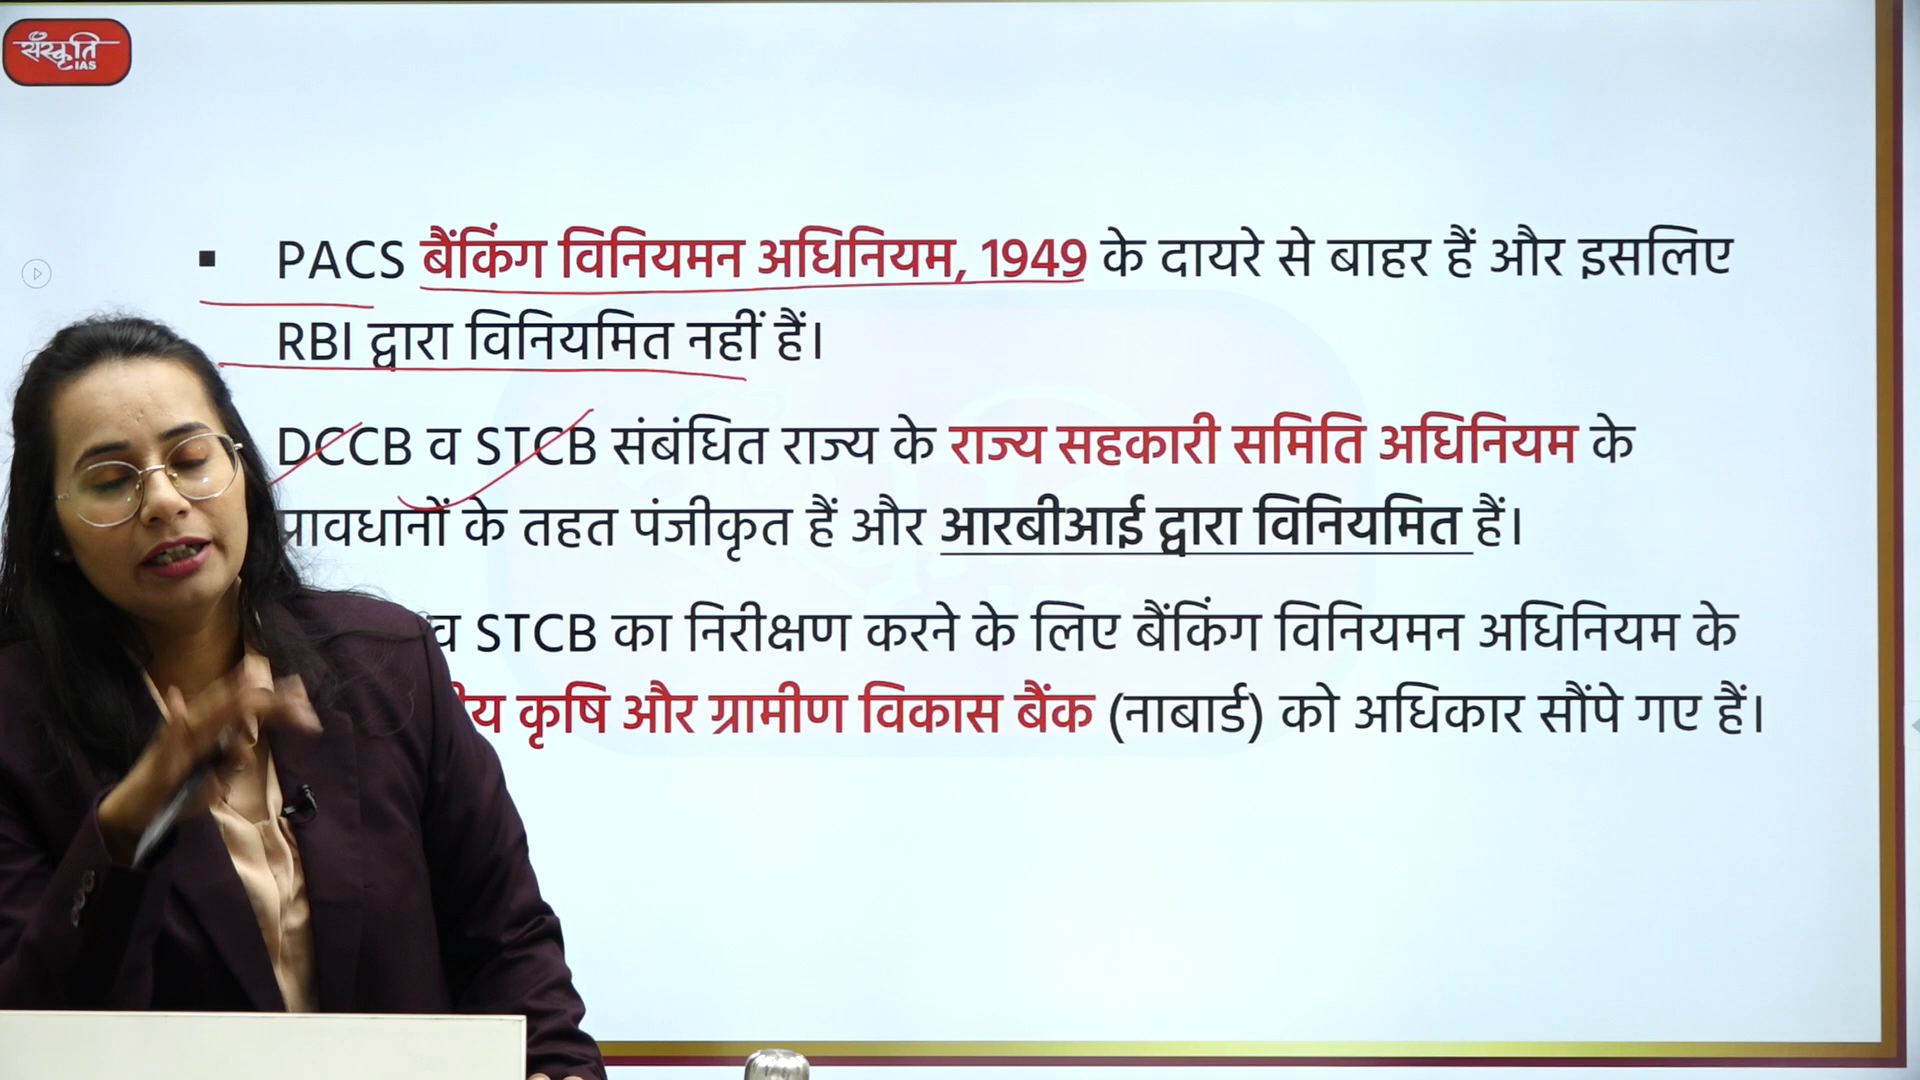 संस्कृति
IAS
PACS बैंकिंग विनियमन अधिनियम, 1949 के दायरे से बाहर हैं और इसलिए
RBI द्वारा विनियमित नहीं हैं।
DCCB व STCB संबंधित राज्य के राज्य सहकारी समिति अधिनियम के
प्रावधानों के तहत पंजीकृत हैं और आरबीआई द्वारा विनियमित हैं।
व STCB का निरीक्षण करने के लिए बैंकिंग विनियमन अधिनियम के
कृषि और ग्रामीण विकास बैंक (नाबार्ड) को अधिकार सौंपे गए हैं।